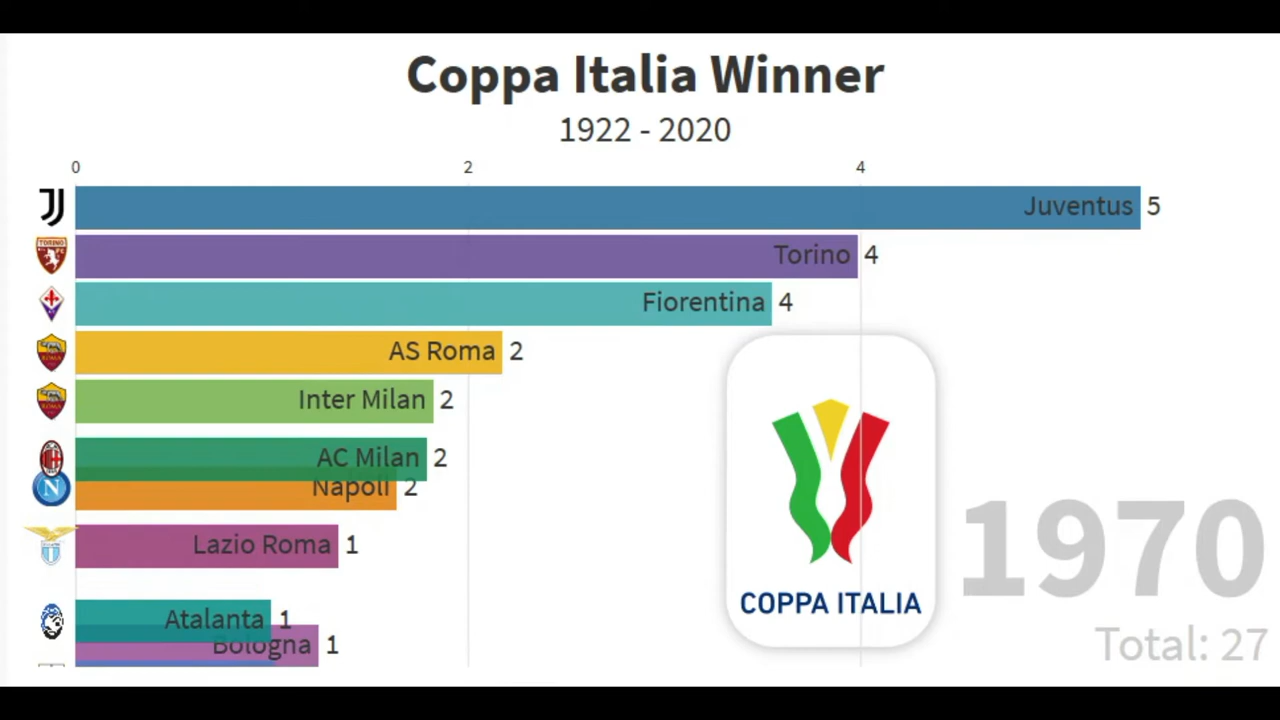 Coppa Italia Winner
1922 - 2020
0 2 4
Juventus 5
Torino 4
Fiorentina 4
AS Roma 2
Inter Milan 2
AC Milan 2
Napoli 2
Lazio Roma 1
Atalanta 1
Bologna 1
COPPA ITALIA
1970
Total: 27